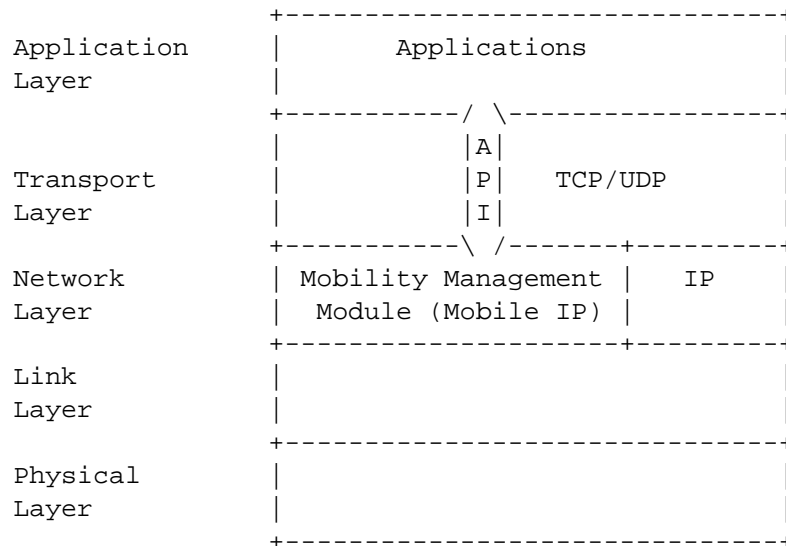 Application Applications
Layer
A
Transport P TCP/UDP
Layer I
Network Mobility Management IP
Layer Module (Mobile IP)
Link
Layer
Physical
Layer